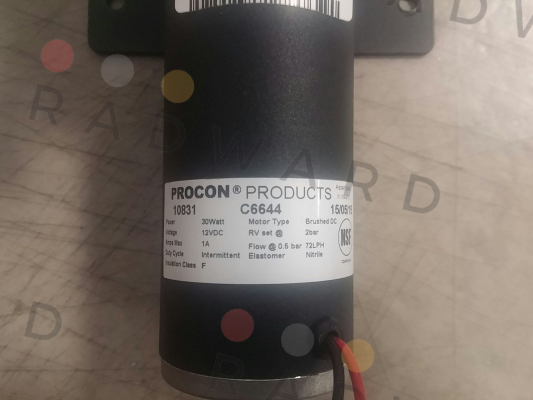 PROCON® PRODUCTS
10831 C6644 15/05/15
Power 30Watt Motor Type Brushed DC
Voltage 12VDC RV set @ 2bar
Amps Max 1A Flow @ 0.5 bar 72LPH
Duty Cycle Intermittent Elastomer Nitrile
Insulation Class F
NSF
RADWARD